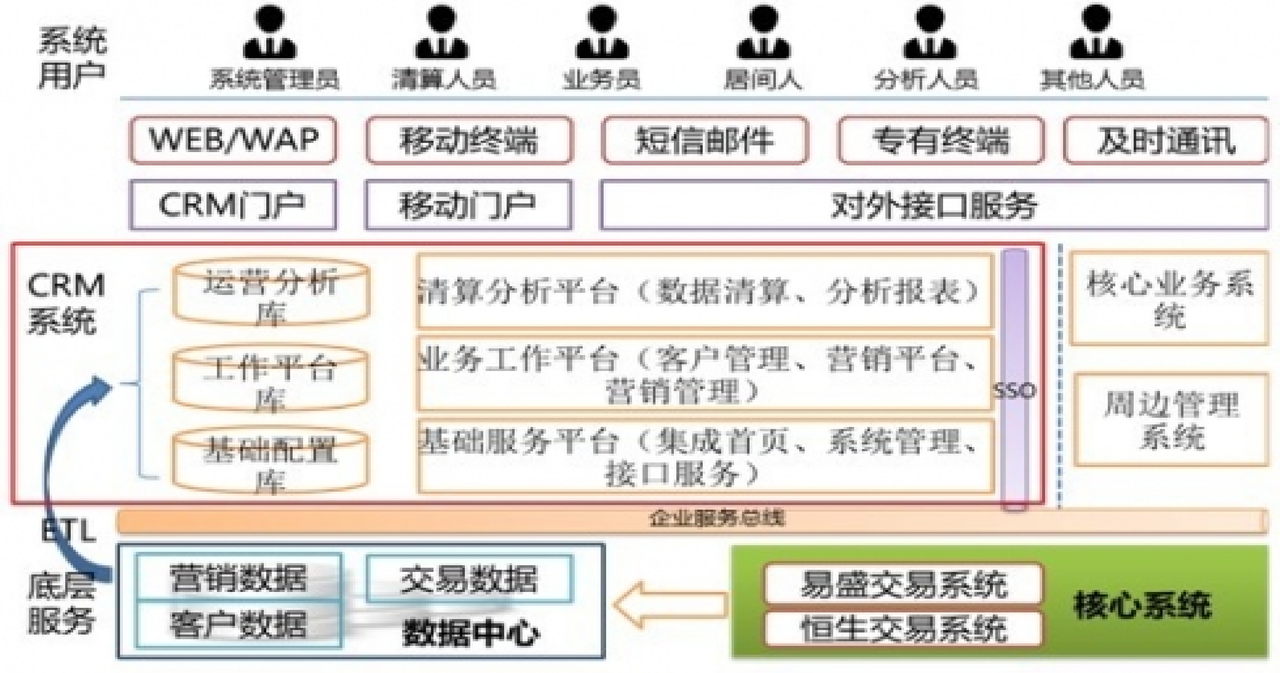 系统
用户
系统管理员
清算人员
业务员
居间人
分析人员
其他人员
WEB/WAP
移动终端
短信邮件
专有终端
及时通讯
CRM门户
移动门户
对外接口服务
CRM
系统
运营分析
库
工作平台
库
基础配置
库
清算分析平台（数据清算、分析报表）
业务工作平台（客户管理、营销平台、
营销管理）
基础服务平台（集成首页、系统管理、
接口服务）
SSO
核心业务系
统
周边管理
系统
ETL
企业服务总线
底层
服务
营销数据
客户数据
交易数据
数据中心
易盛交易系统
恒生交易系统
核心系统